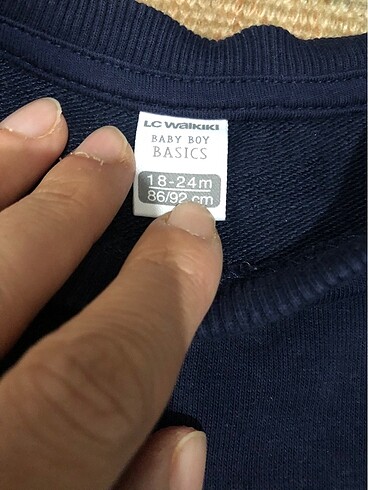 LC Waikiki
BABY BOY
BASICS
18-24m
86/92 cm